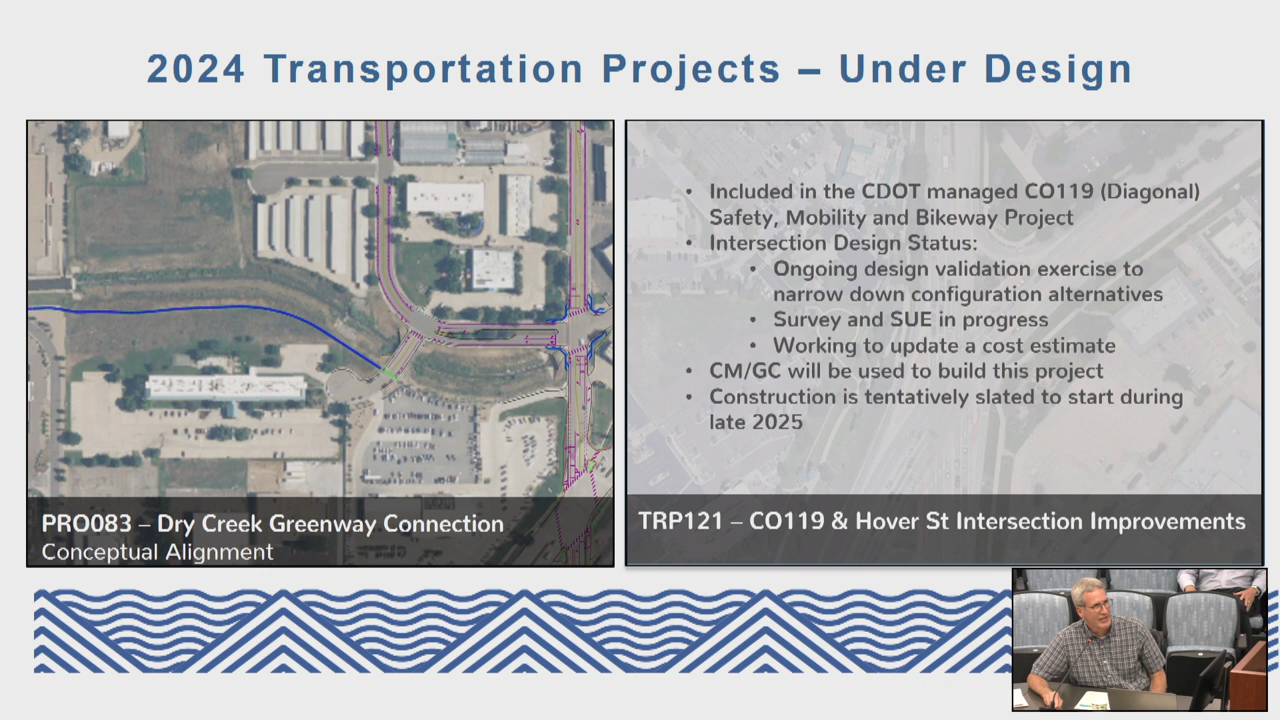 2024 Transportation Projects – Under Design
• Included in the CDOT managed CO119 (Diagonal)
Safety, Mobility and Bikeway Project
• Intersection Design Status:
• Ongoing design validation exercise to
narrow down configuration alternatives
• Survey and SUE in progress
• Working to update a cost estimate
• CM/GC will be used to build this project
• Construction is tentatively slated to start during
late 2025
PRO083 – Dry Creek Greenway Connection
Conceptual Alignment
TRP121 – CO119 & Hover St Intersection Improvements